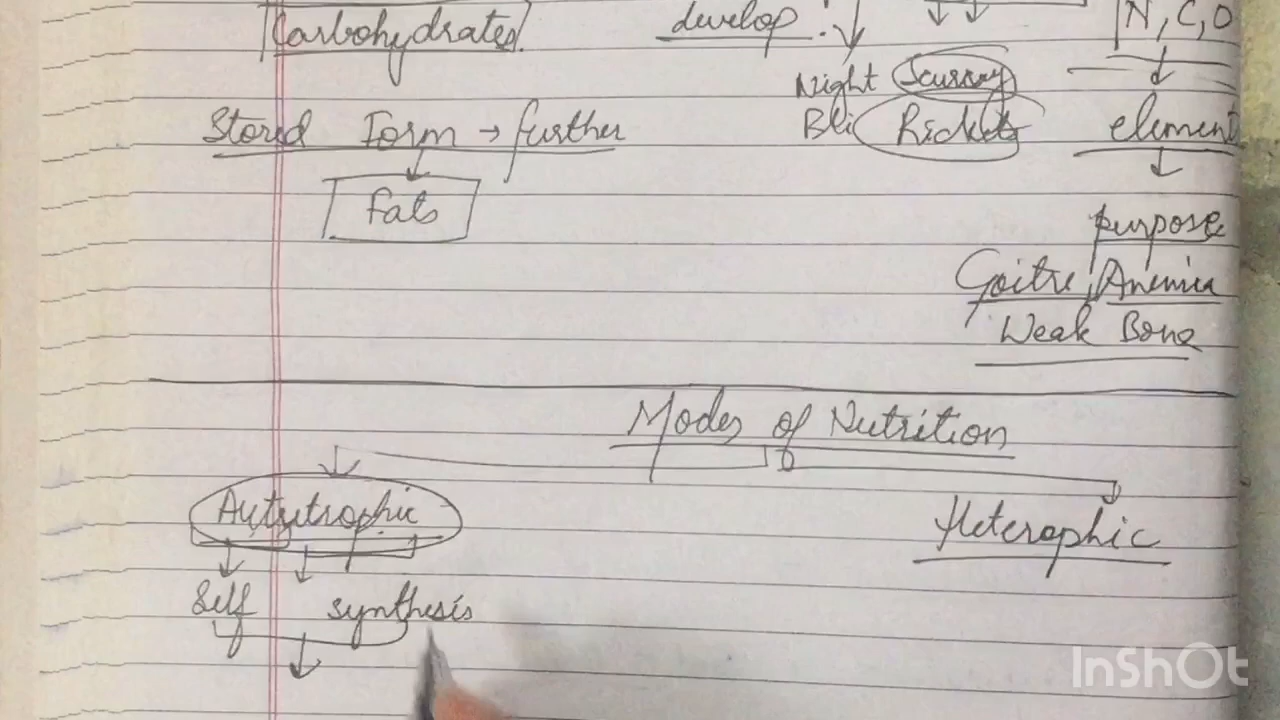 Carbohydrates develop : N, C, O
Night Scurvy
Stored Form → further Bli Rickets element
Fats
purpose
Goitre, Anemia
Weak Bone
Modes of Nutrition
Autotrophic Heterophic
Self synthesis
InShOt